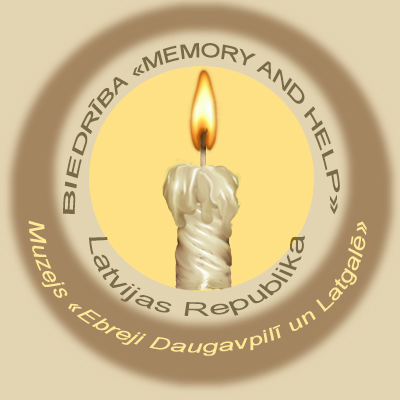 BIEDRĪBA «MEMORY AND HELP»
Latvijas Republika
Muzejs «Ebreji Daugavpilī un Latgalē»